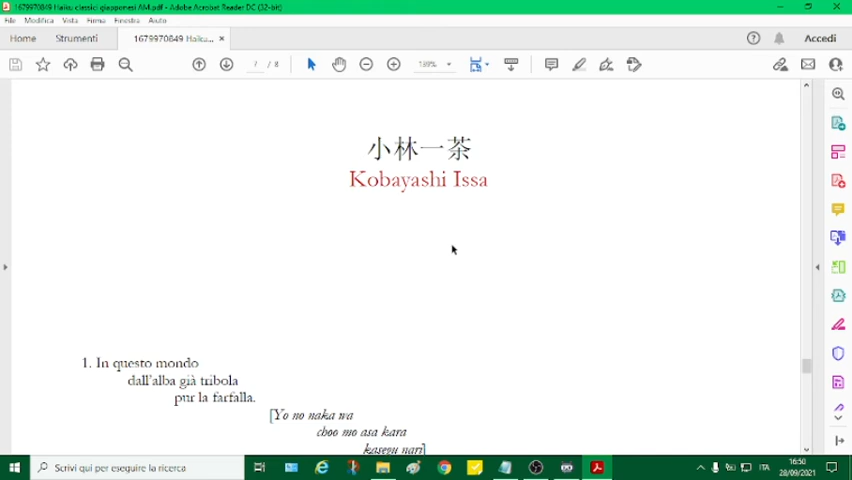 1679970849 Haiku classici giapponesi AM.pdf - Adobe Acrobat Reader DC (32-bit)
File Modifica Vista Firma Finestra Aiuto
Home Strumenti 1679970849 Haiku... × Accedi
7 / 8 189%
小林一茶
Kobayashi Issa
1. In questo mondo
dall'alba già tribola
pur la farfalla.
[Yo no naka wa
choo mo asa kara
kasegu nari]
Scrivi qui per eseguire la ricerca
ITA
16:50
28/09/2021